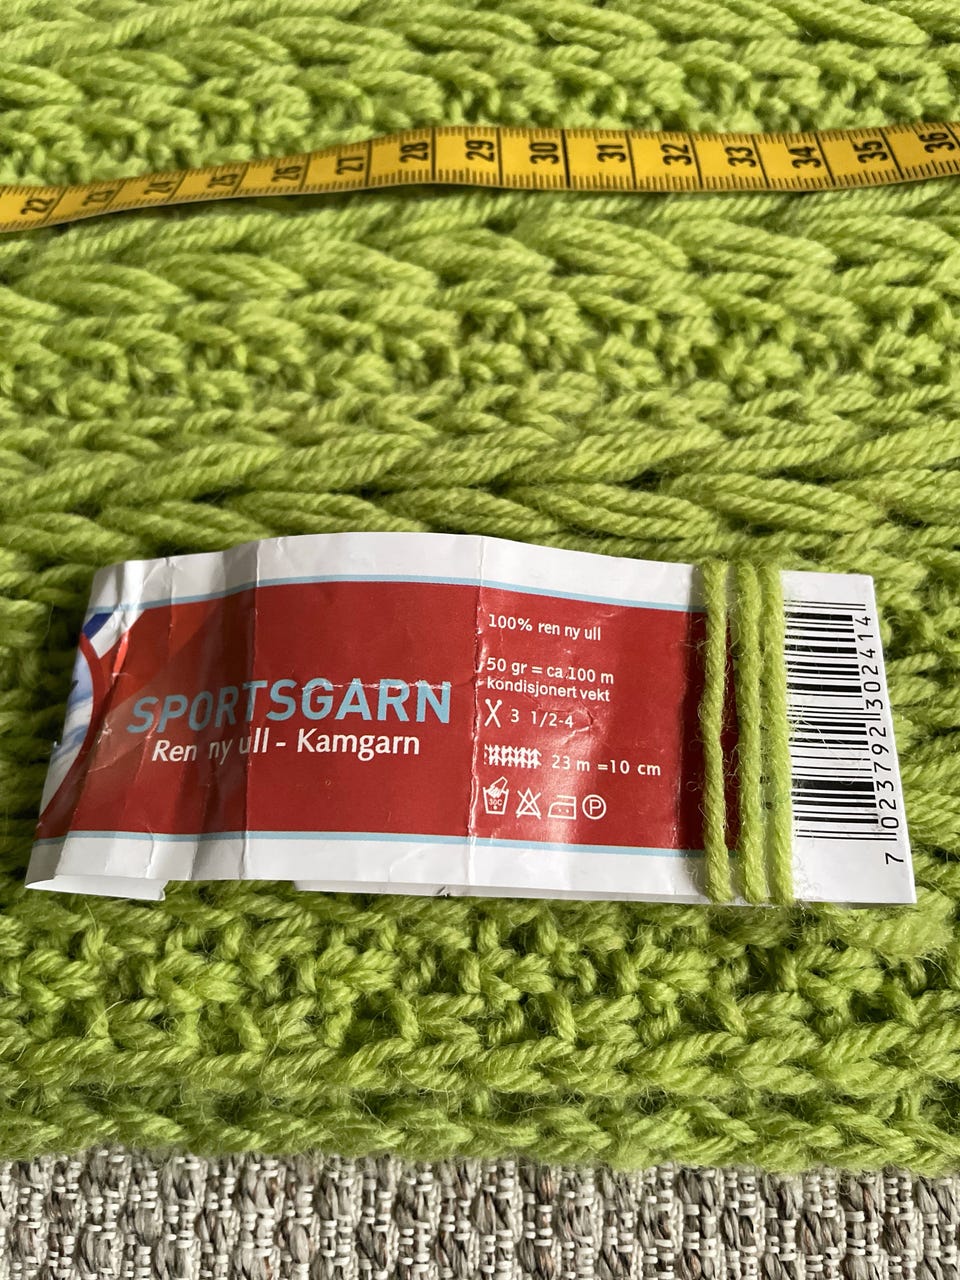 22 23 24 25 26 27 28 29 30 31 32 33 34 35 36
SPORTSGARN
Ren ny ull - Kamgarn
100% ren ny ull
50 gr = ca.100 m
kondisjonert vekt
3 1/2-4
23 m =10 cm
30C
P
7 023792 302414